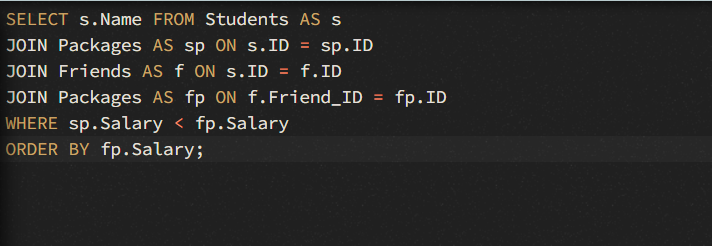 SELECT s.Name FROM Students AS s
JOIN Packages AS sp ON s.ID = sp.ID
JOIN Friends AS f ON s.ID = f.ID
JOIN Packages AS fp ON f.Friend_ID = fp.ID
WHERE sp.Salary < fp.Salary
ORDER BY fp.Salary;